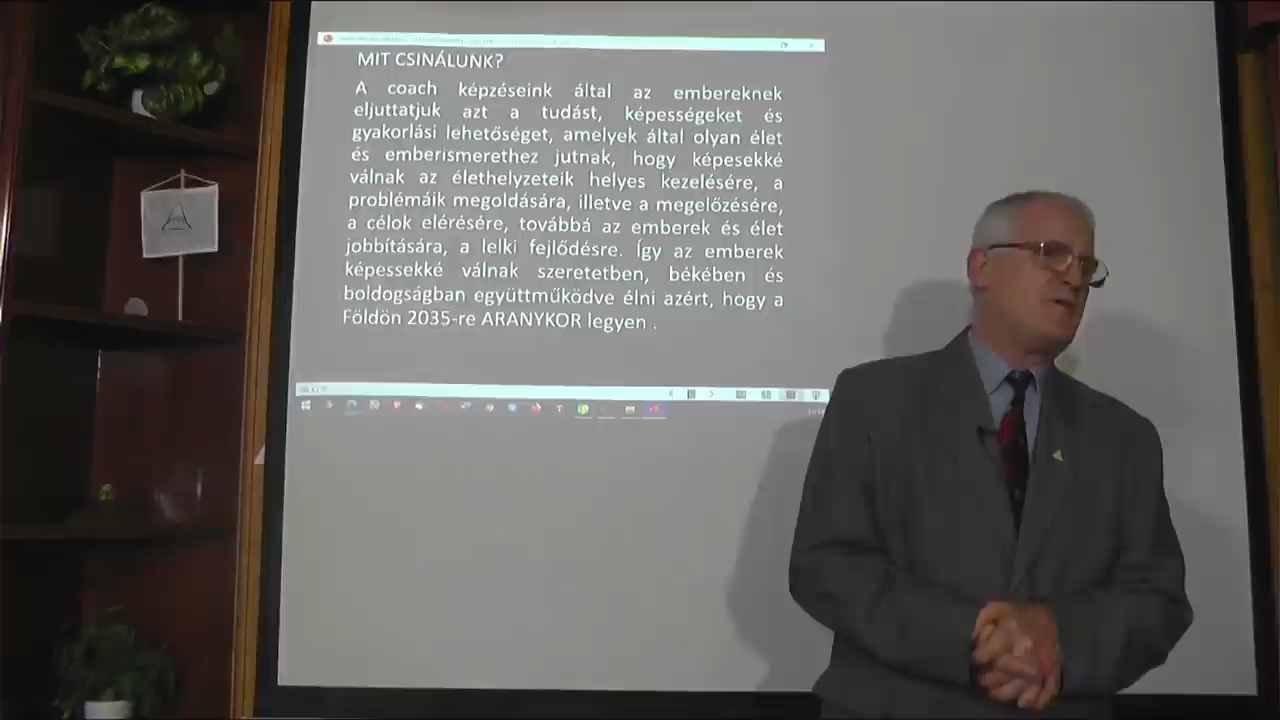 MIT CSINÁLUNK?
A coach képzéseink által az embereknek
eljuttatjuk azt a tudást, képességeket és
gyakorlási lehetőséget, amelyek által olyan élet
és emberismerethez jutnak, hogy képesekké
válnak az élethelyzeteik helyes kezelésére, a
problémáik megoldására, illetve a megelőzésére,
a célok elérésére, továbbá az emberek és élet
jobbítására, a lelki fejlődésre. Így az emberek
képessekké válnak szeretetben, békében és
boldogságban együttműködve élni azért, hogy a
Földön 2035-re ARANYKOR legyen .